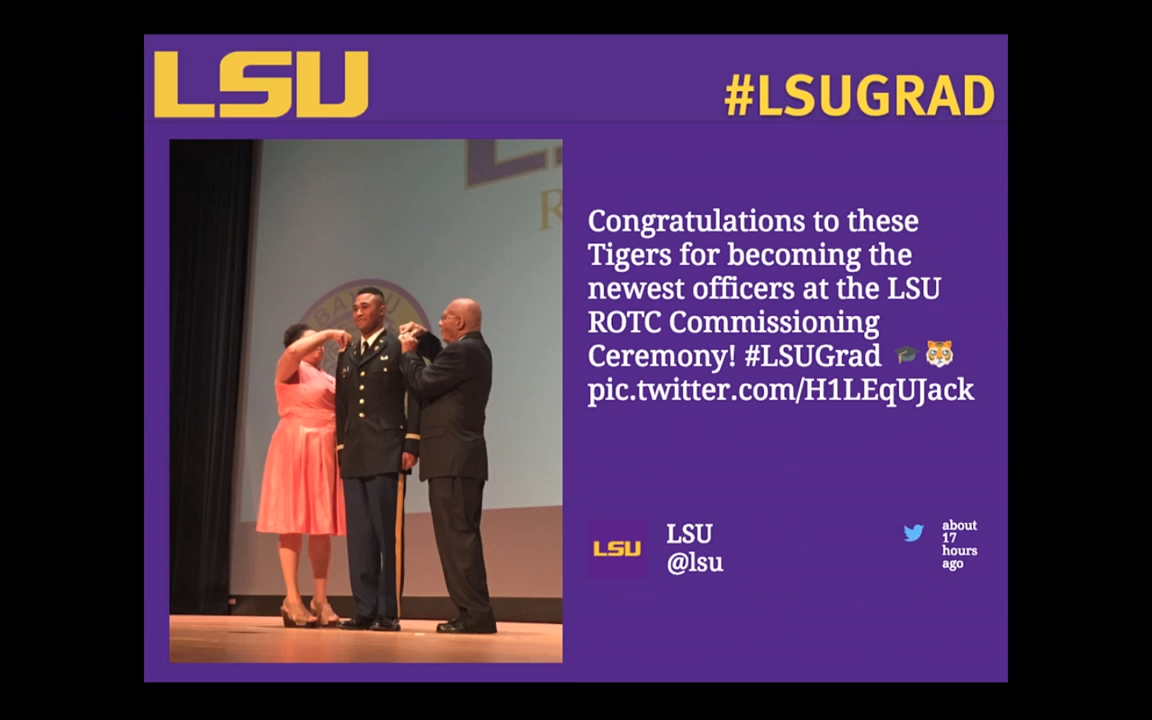 LSU
#LSUGRAD
BAYOU
R
Congratulations to these
Tigers for becoming the
newest officers at the LSU
ROTC Commissioning
Ceremony! #LSUGrad 🎓🐯
pic.twitter.com/H1LEqUJack
LSU
LSU
@lsu
about
17
hours
ago